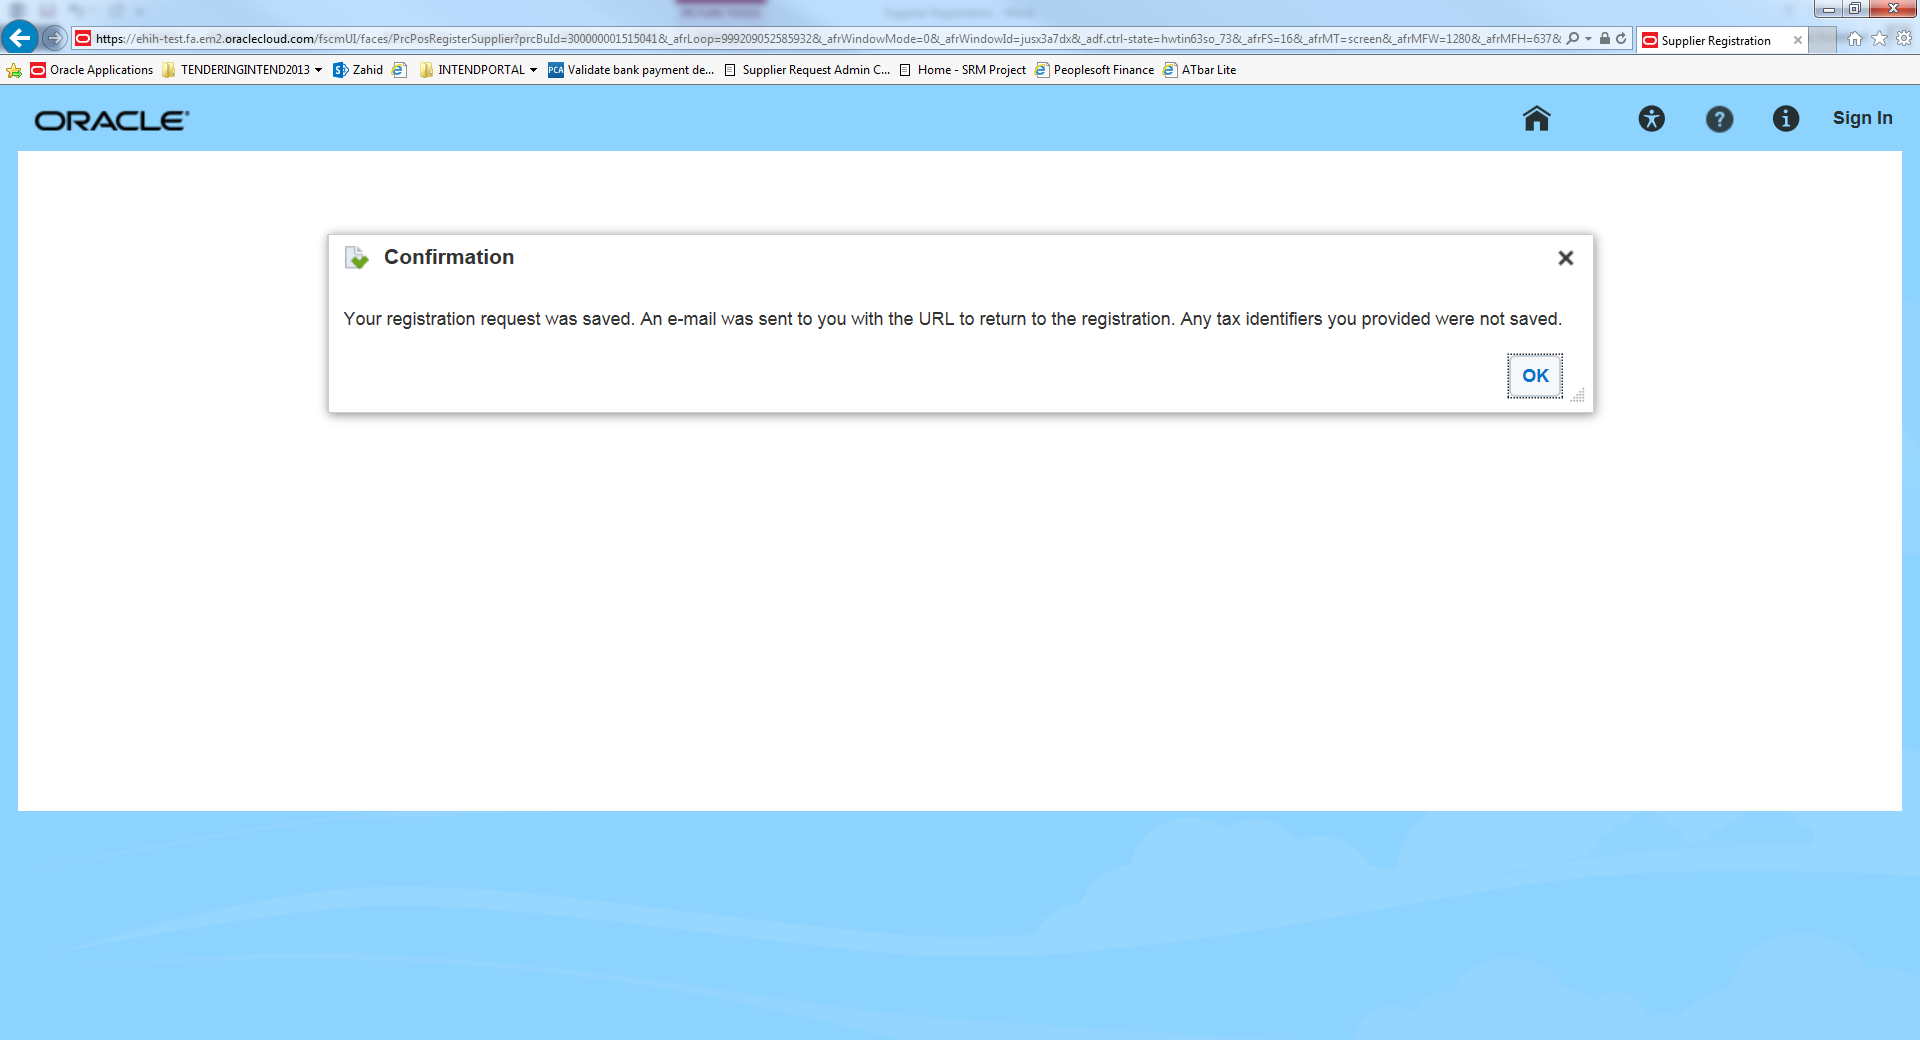 https://ehih-test.fa.em2.oraclecloud.com/fscmUI/faces/PrcPosRegisterSupplier?prcBuId=300000001515041&_afrLoop=999209052585932&_afrWindowMode=0&_afrWindowId=jusx3a7dx&_adf.ctrl-state=hwtin63so_73&_afrFS=16&_afrMT=screen&_afrMFW=1280&_afrMFH=637&
Supplier Registration
Oracle Applications TENDERINGINTEND2013 Zahid INTENDPORTAL PCA Validate bank payment de... Supplier Request Admin C... Home - SRM Project Peoplesoft Finance ATbar Lite
ORACLE Sign In
Confirmation
Your registration request was saved. An e-mail was sent to you with the URL to return to the registration. Any tax identifiers you provided were not saved.
OK